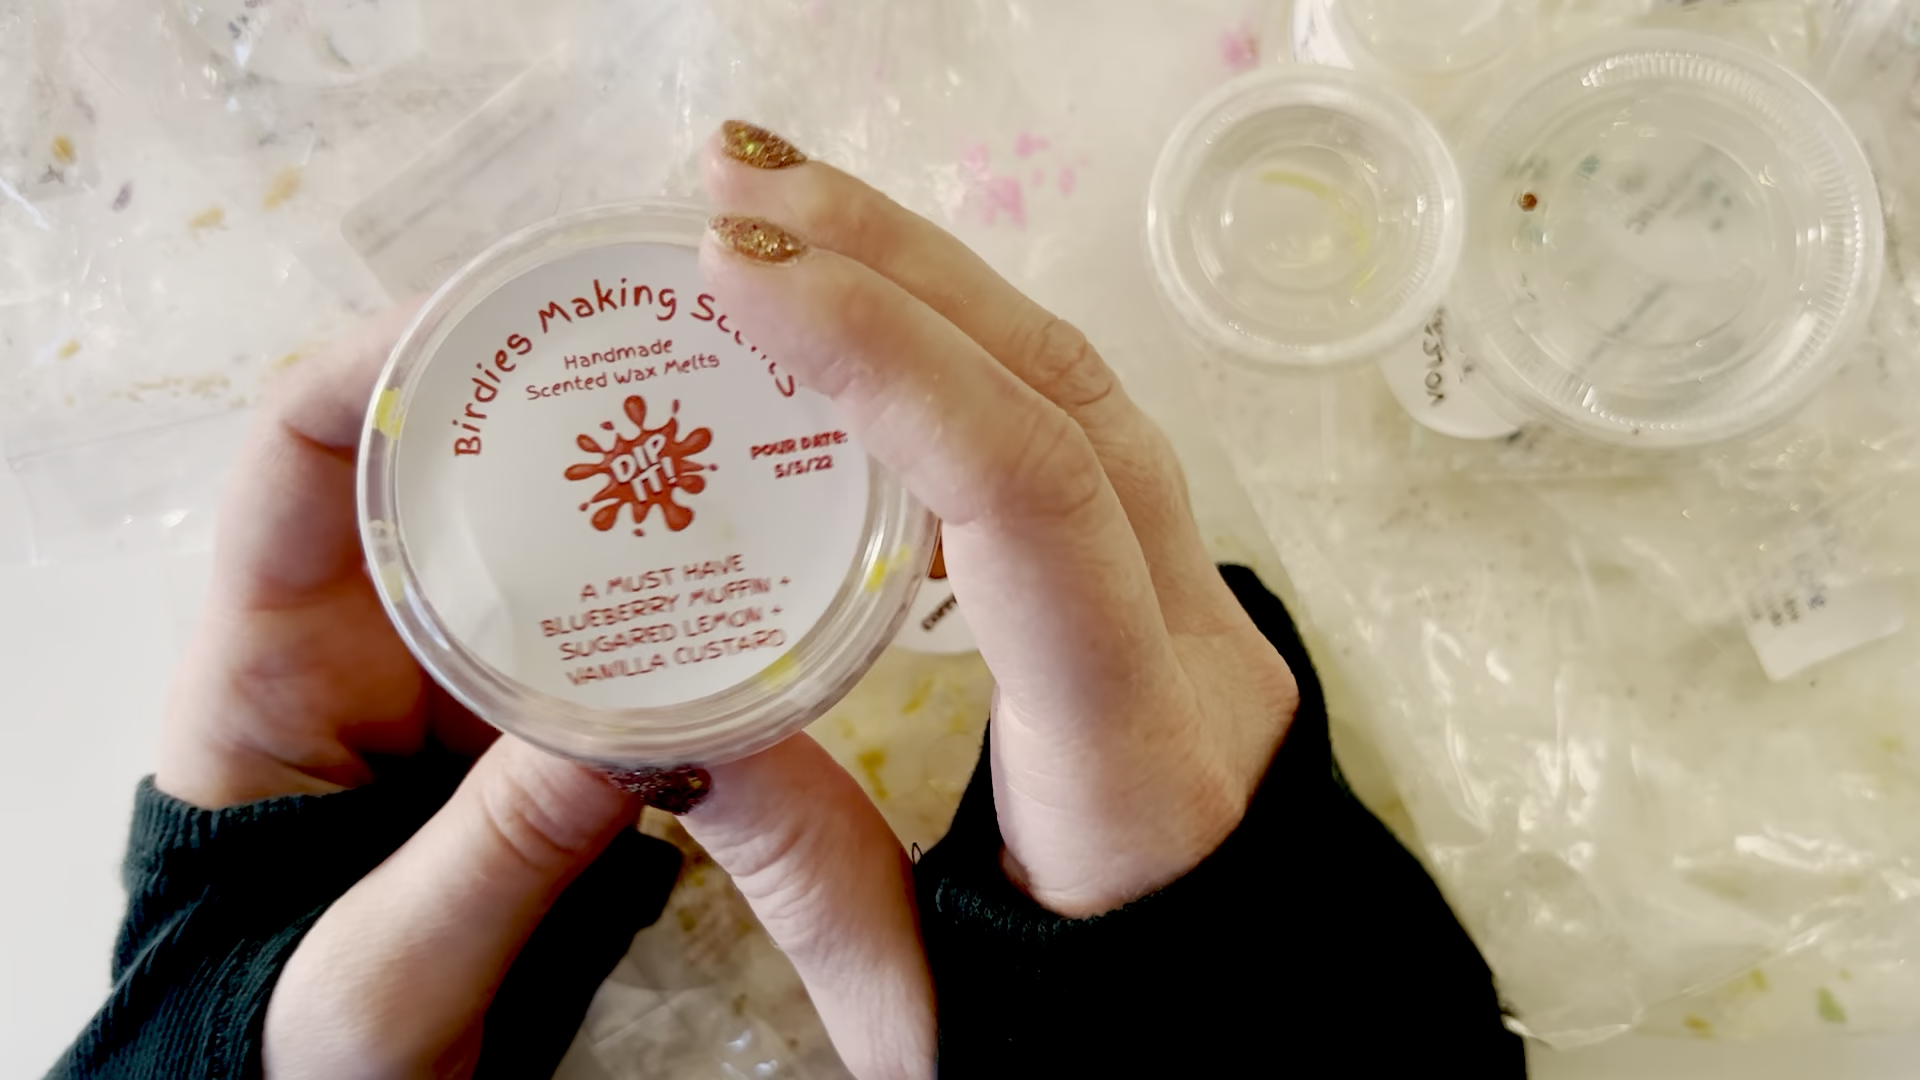 Birdies Making Scents
Handmade
Scented Wax Melts
DIP
IT!
POUR DATE:
5/5/22
A MUST HAVE
BLUEBERRY MUFFIN +
SUGARED LEMON +
VANILLA CUSTARD